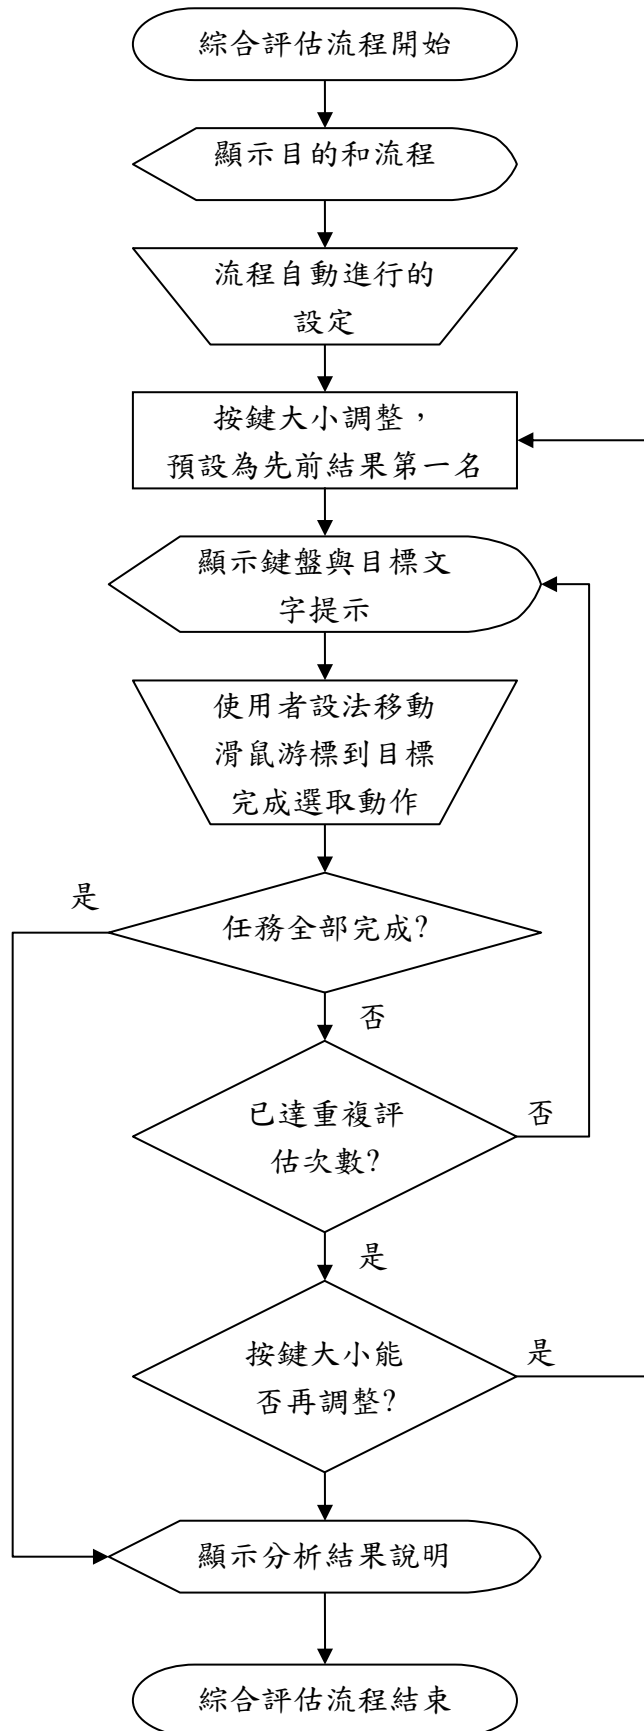 綜合評估流程開始
顯示目的和流程
流程自動進行的
設定
按鍵大小調整，
預設為先前結果第一名
顯示鍵盤與目標文
字提示
使用者設法移動
滑鼠游標到目標
完成選取動作
是
任務全部完成?
否
已達重複評
估次數?
否
是
按鍵大小能
否再調整?
是
顯示分析結果說明
綜合評估流程結束